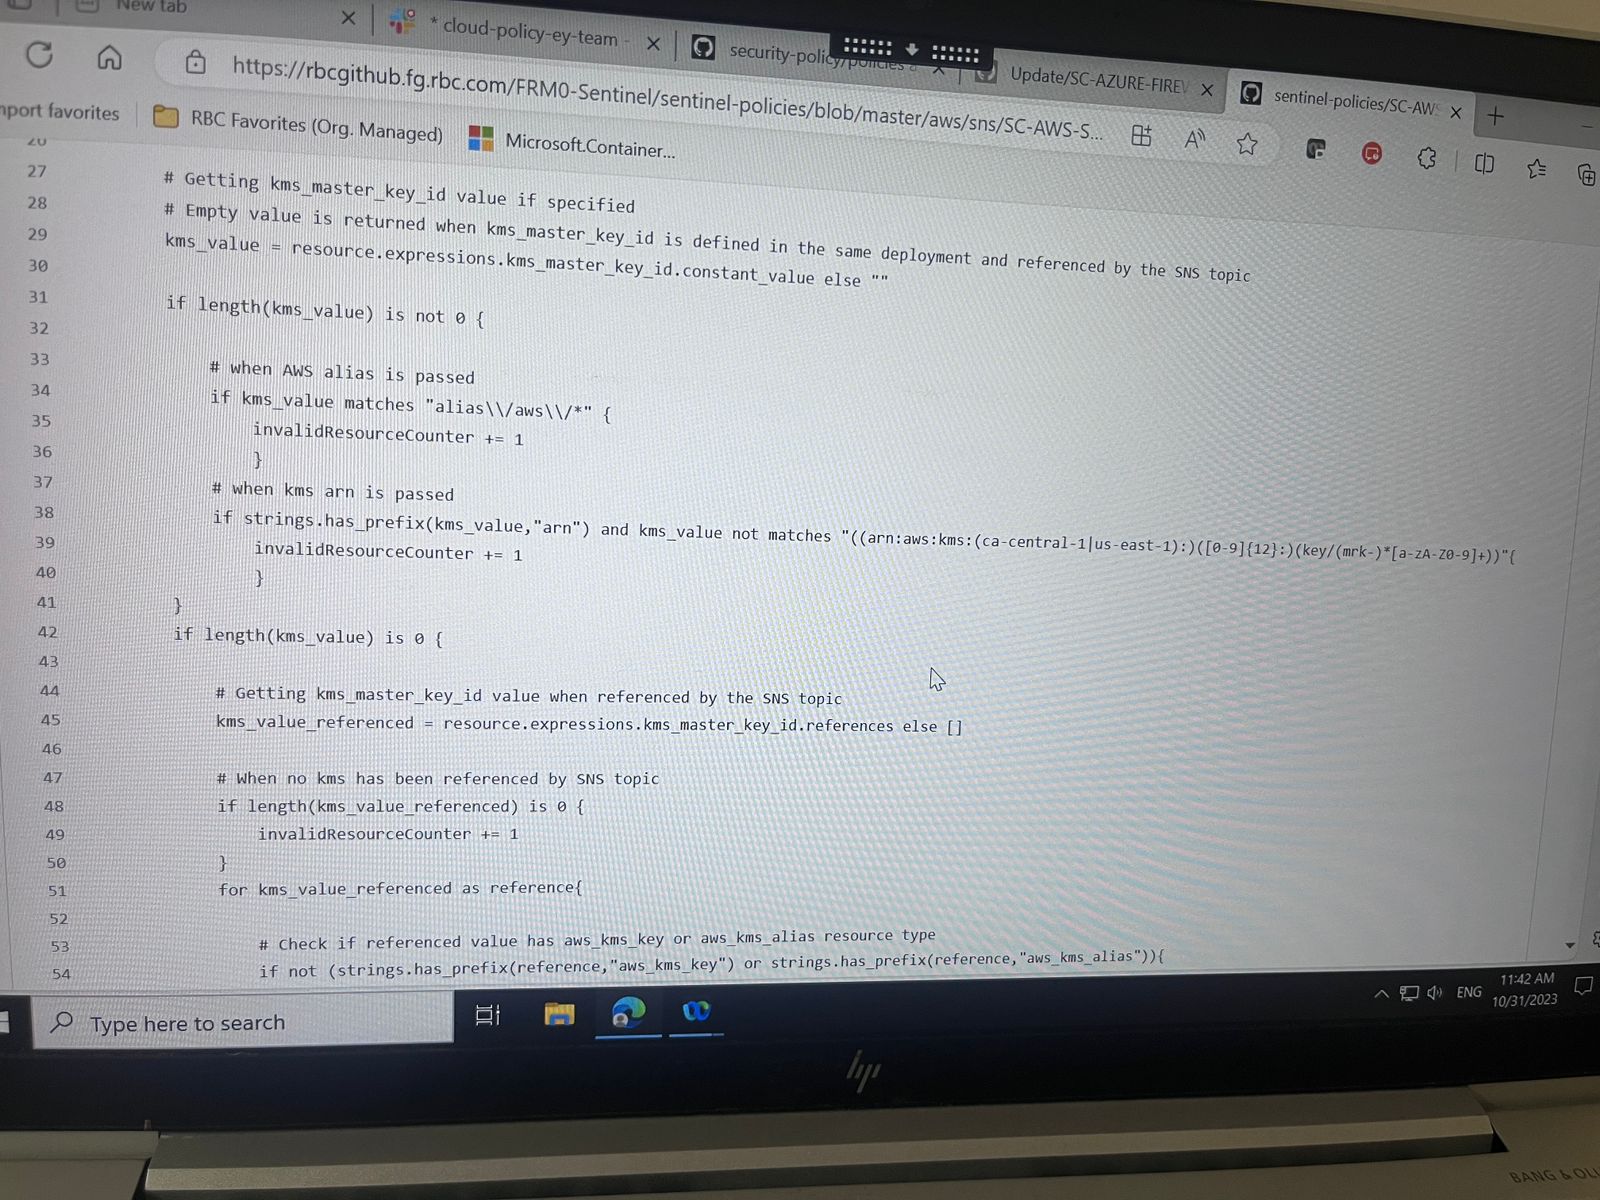 New tab
* cloud-policy-ey-team -
security-policy/policies a
Update/SC-AZURE-FIREW
sentinel-policies/SC-AWS
https://rbcgithub.fg.rbc.com/FRM0-Sentinel/sentinel-policies/blob/master/aws/sns/SC-AWS-S...
mport favorites
RBC Favorites (Org. Managed)
Microsoft.Container...
27
28
29
30
31
32
33
34
35
36
37
38
39
40
41
42
43
44
45
46
47
48
49
50
51
52
53
54
# Getting kms_master_key_id value if specified
# Empty value is returned when kms_master_key_id is defined in the same deployment and referenced by the SNS topic
kms_value = resource.expressions.kms_master_key_id.constant_value else ""
if length(kms_value) is not 0 {
# when AWS alias is passed
if kms_value matches "alias\\/aws\\/*" {
invalidResourceCounter += 1
}
# when kms arn is passed
if strings.has_prefix(kms_value,"arn") and kms_value not matches "((arn:aws:kms:(ca-central-1|us-east-1):)([0-9]{12}:)(key/(mrk-)*[a-zA-Z0-9]+))"{
invalidResourceCounter += 1
}
}
if length(kms_value) is 0 {
# Getting kms_master_key_id value when referenced by the SNS topic
kms_value_referenced = resource.expressions.kms_master_key_id.references else []
# When no kms has been referenced by SNS topic
if length(kms_value_referenced) is 0 {
invalidResourceCounter += 1
}
for kms_value_referenced as reference{
# Check if referenced value has aws_kms_key or aws_kms_alias resource type
if not (strings.has_prefix(reference,"aws_kms_key") or strings.has_prefix(reference,"aws_kms_alias")){
Type here to search
ENG
11:42 AM
10/31/2023
hp
BANG & OLU